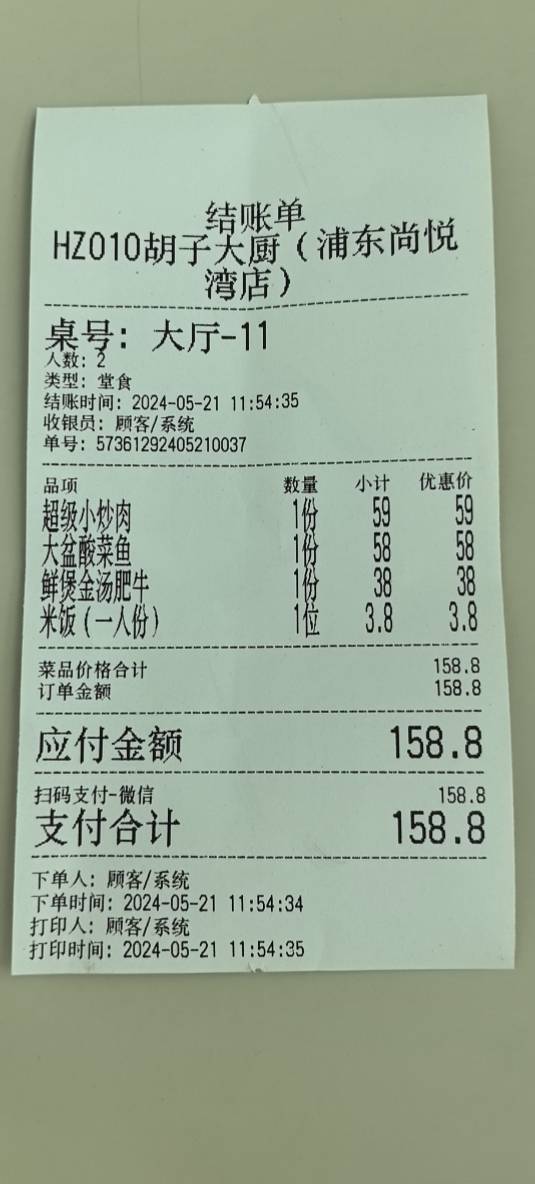 结账单
HZ010胡子大厨（浦东尚悦
湾店）
桌号：大厅-11
人数：2
类型：堂食
结账时间：2024-05-21 11:54:35
收银员：顾客/系统
单号：57361292405210037
品项 数量 小计 优惠价
超级小炒肉 1份 59 59
大盆酸菜鱼 1份 58 58
鲜煲金汤肥牛 1份 38 38
米饭（一人份） 1位 3.8 3.8
菜品价格合计 158.8
订单金额 158.8
应付金额 158.8
扫码支付-微信 158.8
支付合计 158.8
下单人：顾客/系统
下单时间：2024-05-21 11:54:34
打印人：顾客/系统
打印时间：2024-05-21 11:54:35